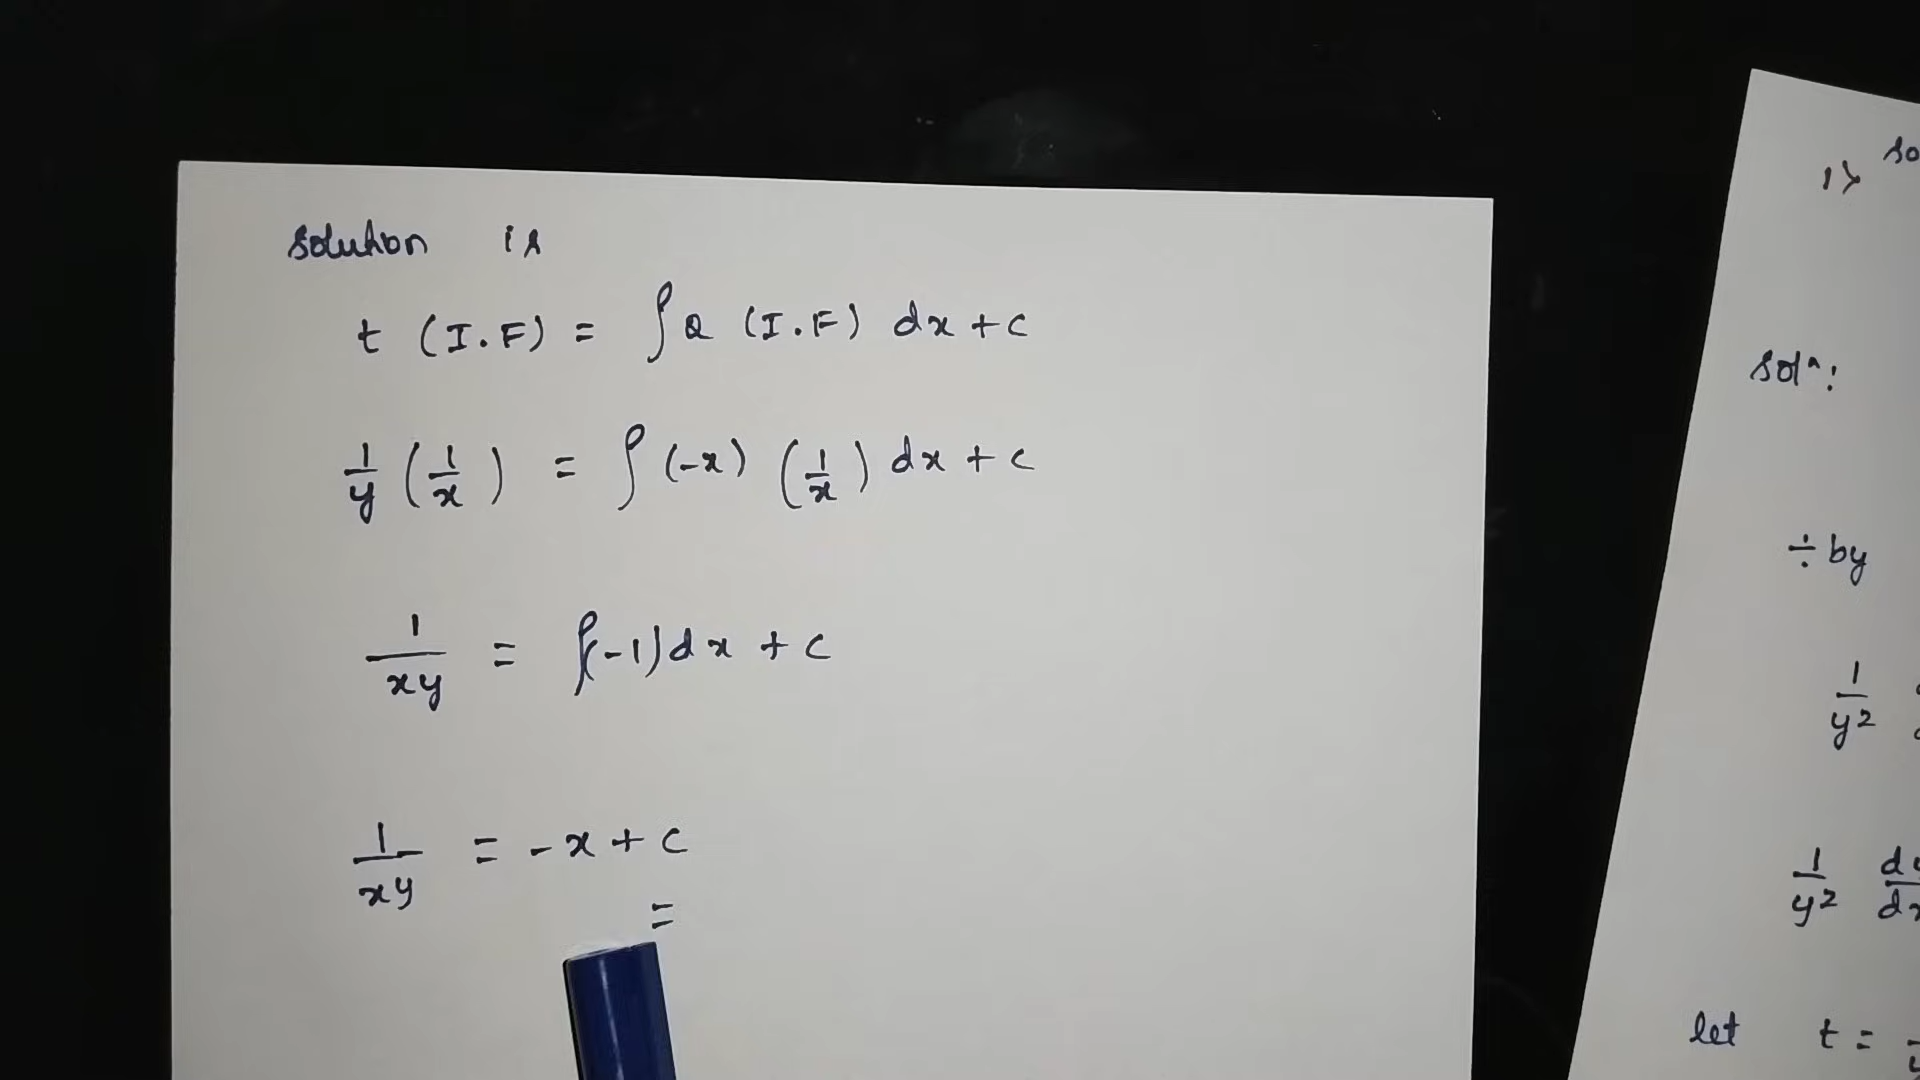 solution is
t (I.F) = ∫ Q (I.F) dx + c
1/y (1/x) = ∫ (-x) (1/x) dx + c
1/xy = ∫(-1) dx + c
1/xy = -x + c
=
1>
sol^n:
÷ by
1/y²
1/y²
let t =